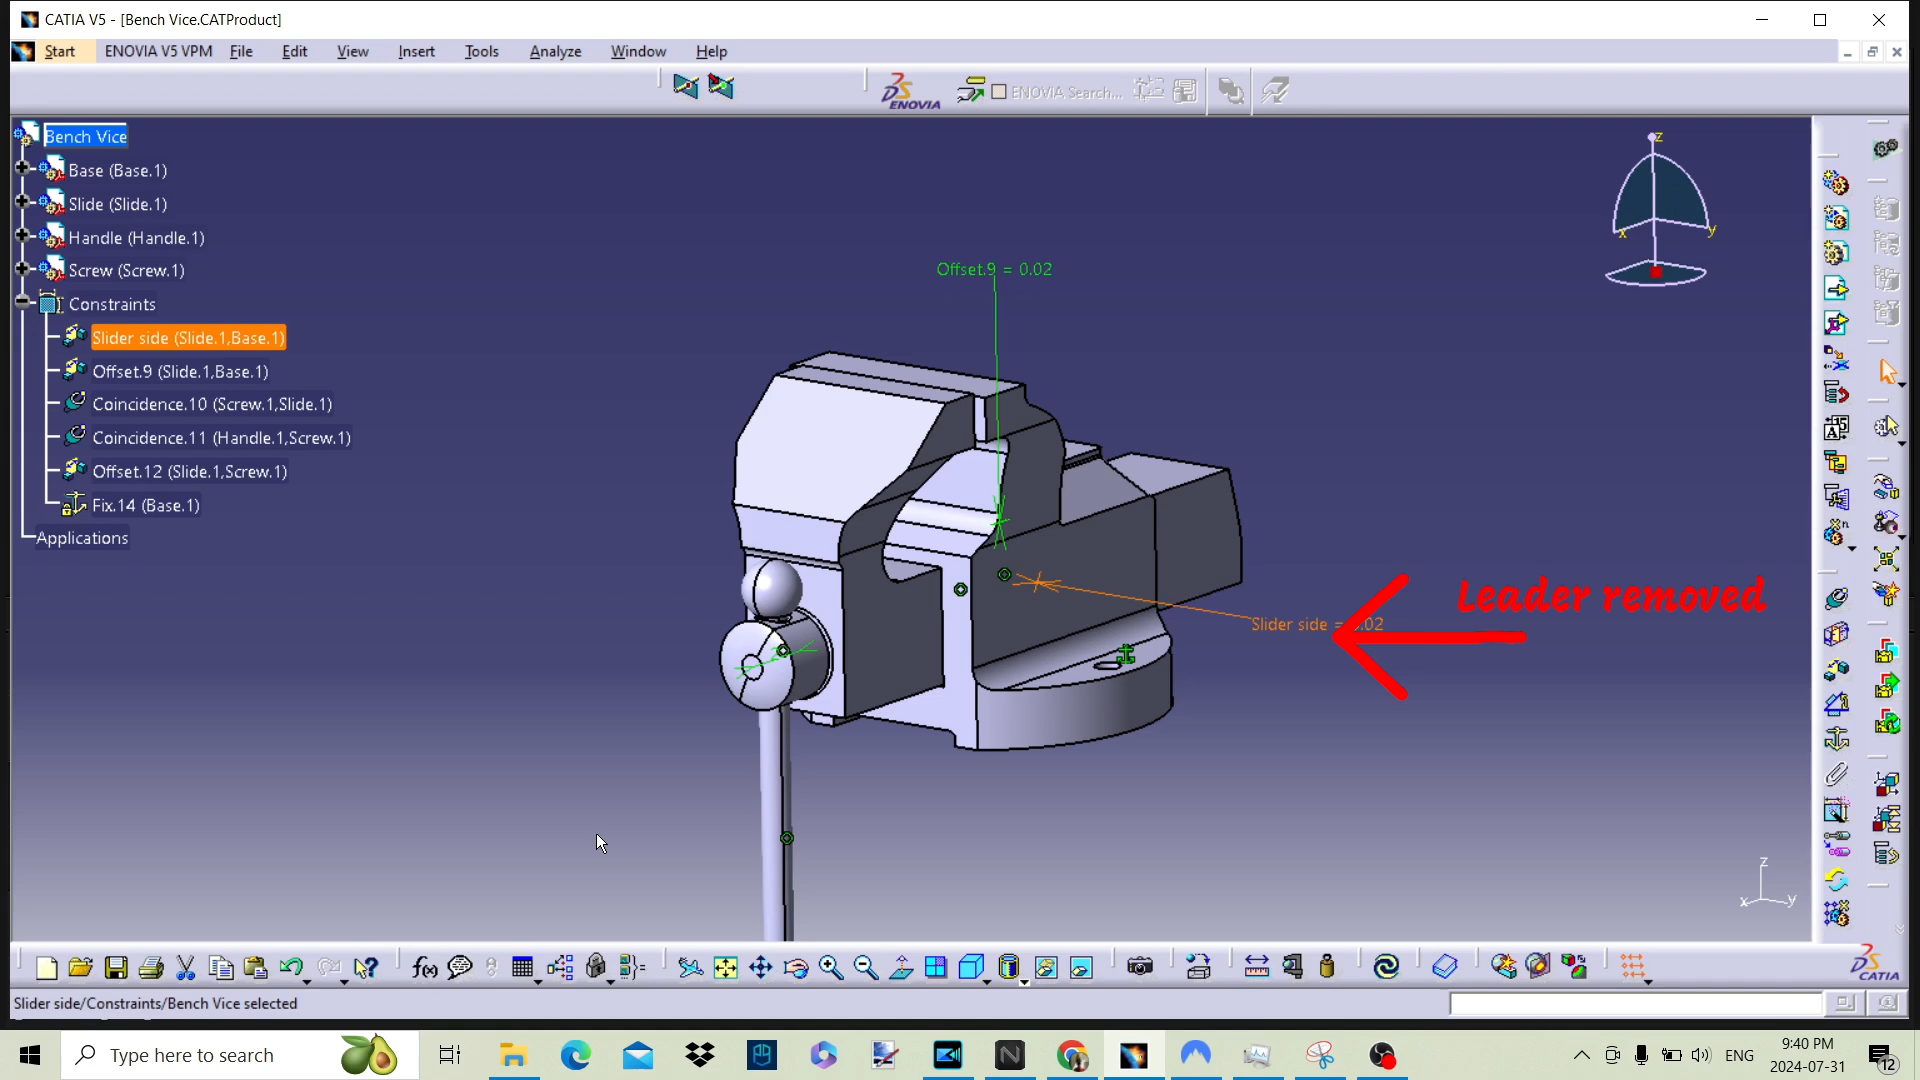 CATIA V5 - [Bench Vice.CATProduct]
Start ENOVIA V5 VPM File Edit View Insert Tools Analyze Window Help
DS ENOVIA ENOVIA Search...
Bench Vice
Base (Base.1)
Slide (Slide.1)
Handle (Handle.1)
Screw (Screw.1)
Constraints
Slider side (Slide.1,Base.1)
Offset.9 (Slide.1,Base.1)
Coincidence.10 (Screw.1,Slide.1)
Coincidence.11 (Handle.1,Screw.1)
Offset.12 (Slide.1,Screw.1)
Fix.14 (Base.1)
Applications
z
x y
Offset.9 = 0.02
Leader removed
Slider side = 0.02
z
x y
f(x)
DS CATIA
Slider side/Constraints/Bench Vice selected
Type here to search
ENG
9:40 PM
2024-07-31
12